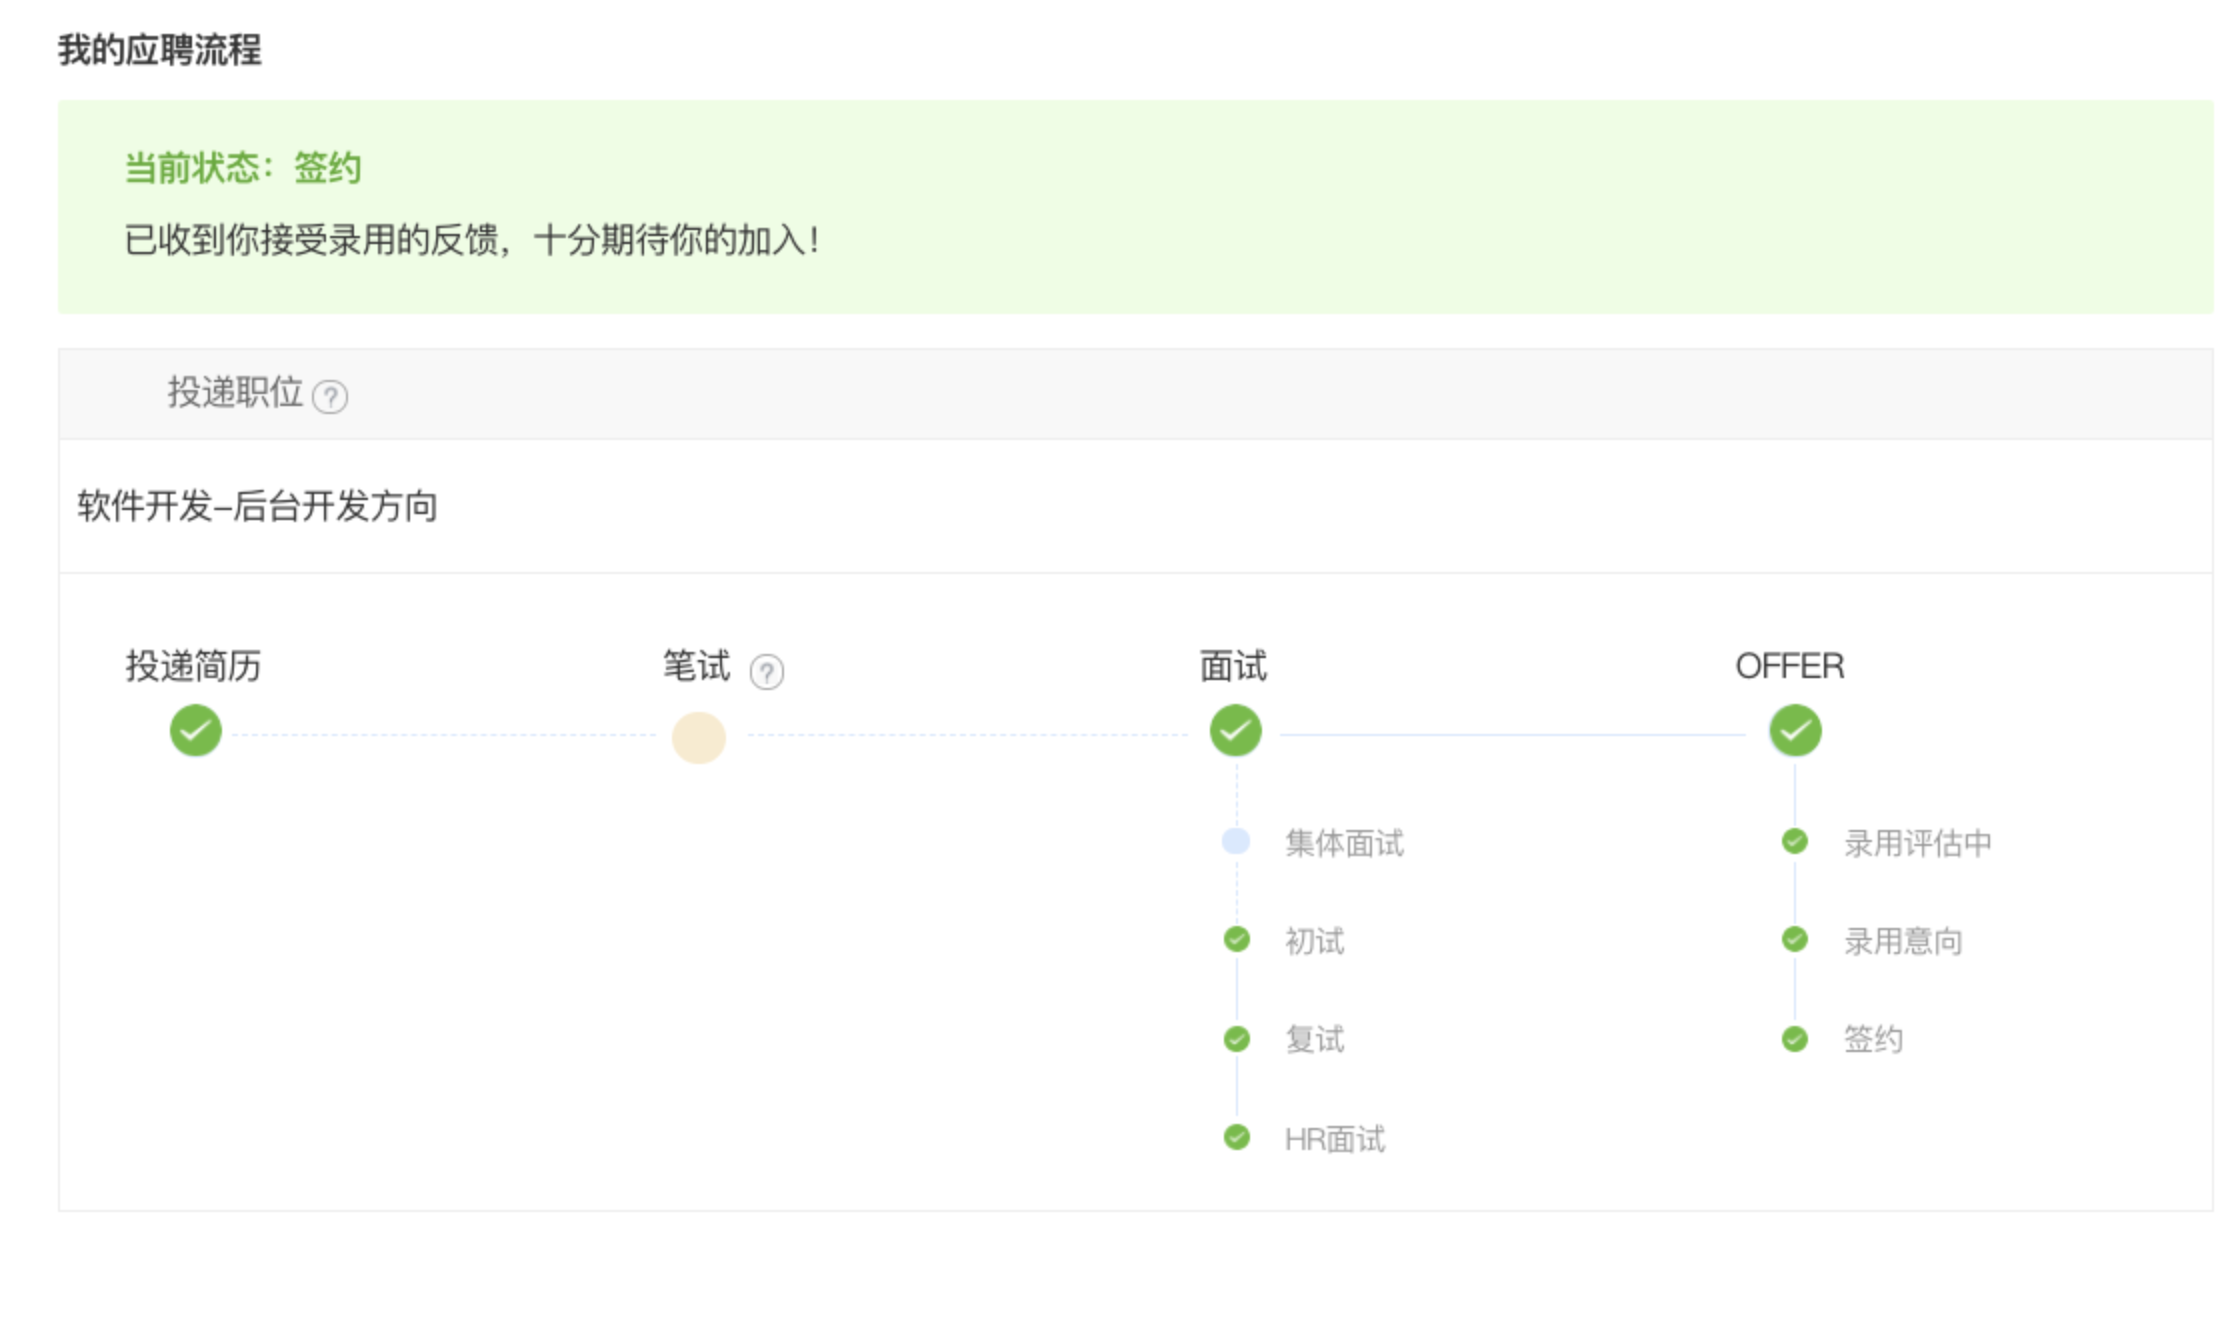 我的应聘流程
当前状态：签约
已收到你接受录用的反馈，十分期待你的加入！
投递职位 ?
软件开发-后台开发方向
投递简历
笔试 ?
面试
OFFER
集体面试
录用评估中
初试
录用意向
复试
签约
HR面试